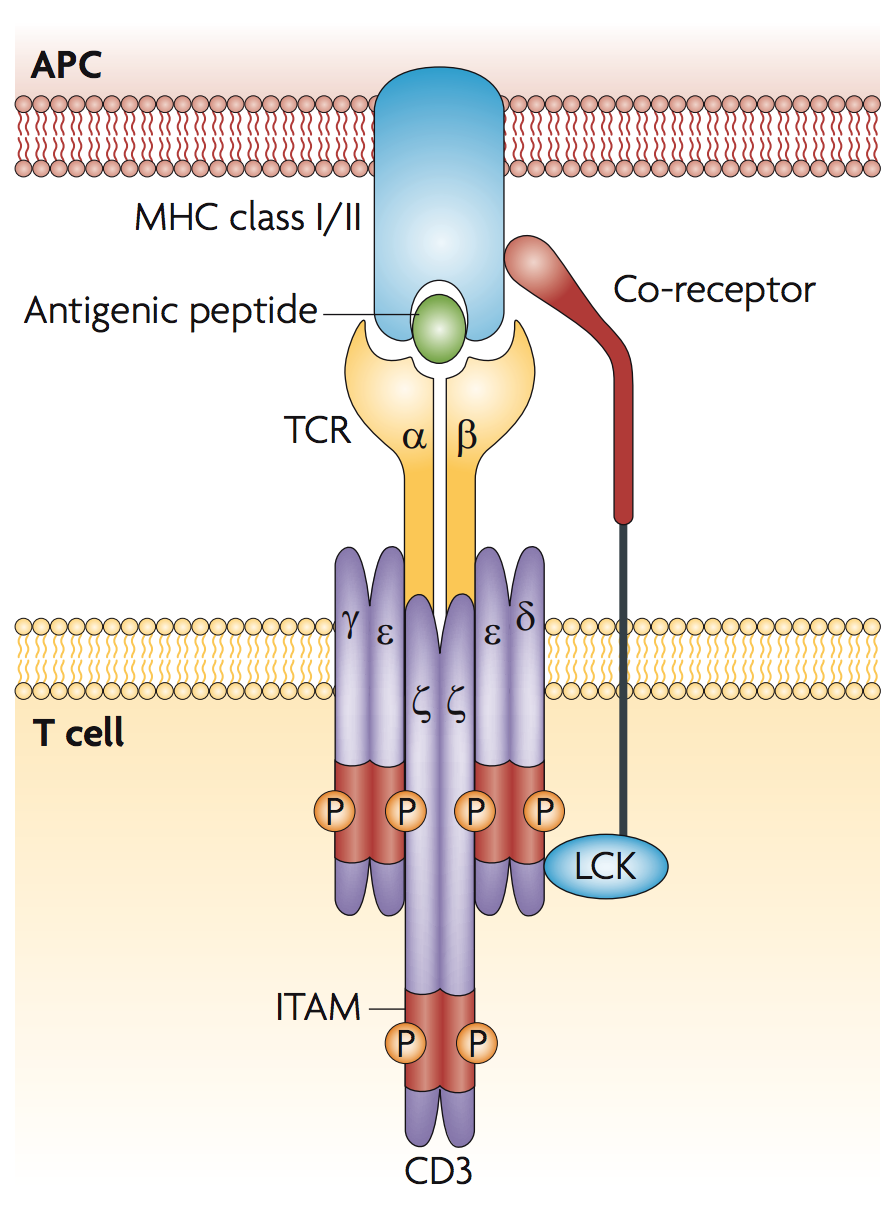 APC
MHC class I/II
Co-receptor
Antigenic peptide
TCR
α β
γ ε ε δ
ζ ζ
T cell
P P P P
LCK
ITAM
P P
CD3